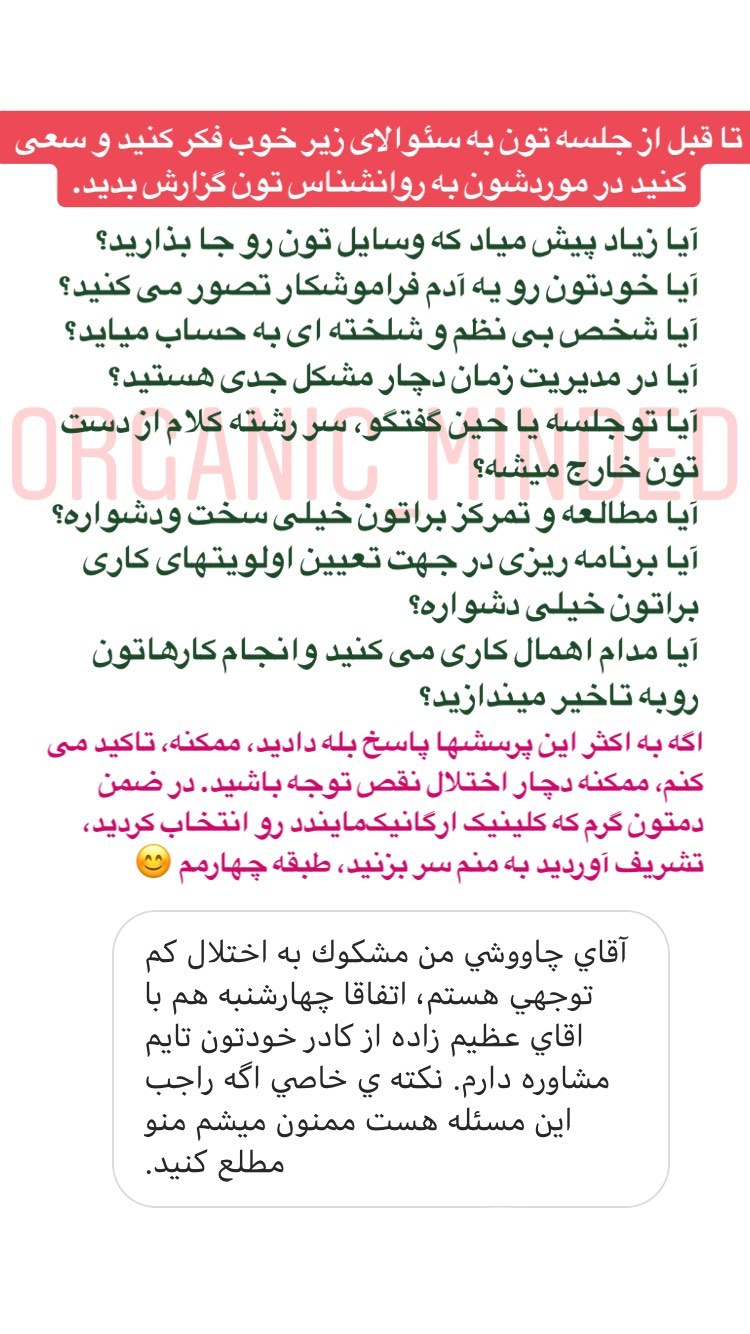 تا قبل از جلسه تون به سئوالای زیر خوب فکر کنید و سعی
کنید در موردشون به روانشناس تون گزارش بدید.
آیا زیاد پیش میاد که وسایل تون رو جا بذارید؟
آیا خودتون رو یه آدم فراموشکار تصور می کنید؟
آیا شخص بی نظم و شلخته ای به حساب میاید؟
آیا در مدیریت زمان دچار مشکل جدی هستید؟
آیا توجلسه یا حین گفتگو، سر رشته کلام از دست
تون خارج میشه؟
ORGANIC_MINDED
آیا مطالعه و تمرکز براتون خیلی سخت ودشواره؟
آیا برنامه ریزی در جهت تعیین اولویتهای کاری
براتون خیلی دشواره؟
آیا مدام اهمال کاری می کنید وانجام کارهاتون
روبه تاخیر میندازید؟
اگه به اکثر این پرسشها پاسخ بله دادید، ممکنه، تاکید می
کنم، ممکنه دچار اختلال نقص توجه باشید. در ضمن
دمتون گرم که کلینیک ارگانیک‌مایندد رو انتخاب کردید،
تشریف آوردید به منم سر بزنید، طبقه چهارمم 😊
آقاي چاووشي من مشكوك به اختلال كم
توجهي هستم، اتفاقا چهارشنبه هم با
اقاي عظيم زاده از كادر خودتون تايم
مشاوره دارم. نكته ي خاصي اگه راجب
اين مسئله هست ممنون ميشم منو
مطلع كنيد.